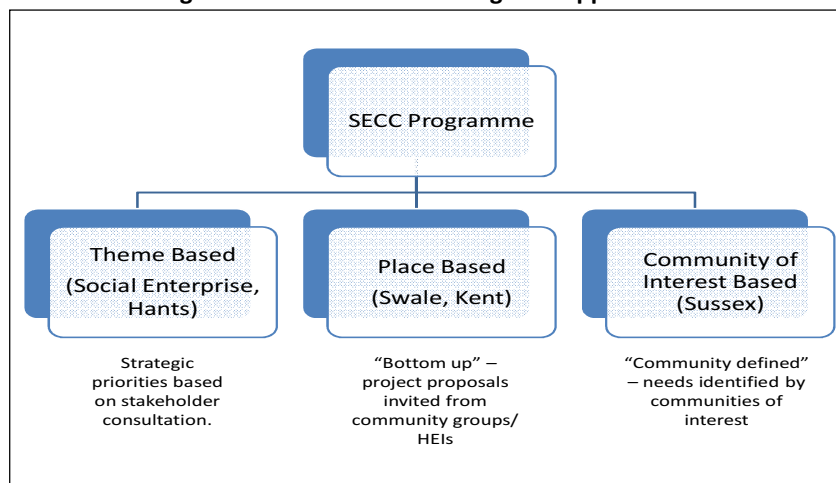 SECC Programme
Theme Based
(Social Enterprise,
Hants)
Place Based
(Swale, Kent)
Community of
Interest Based
(Sussex)
Strategic
priorities based
on stakeholder
consultation.
“Bottom up” –
project proposals
invited from
community groups/
HEIs
“Community defined”
– needs identified by
communities of
interest